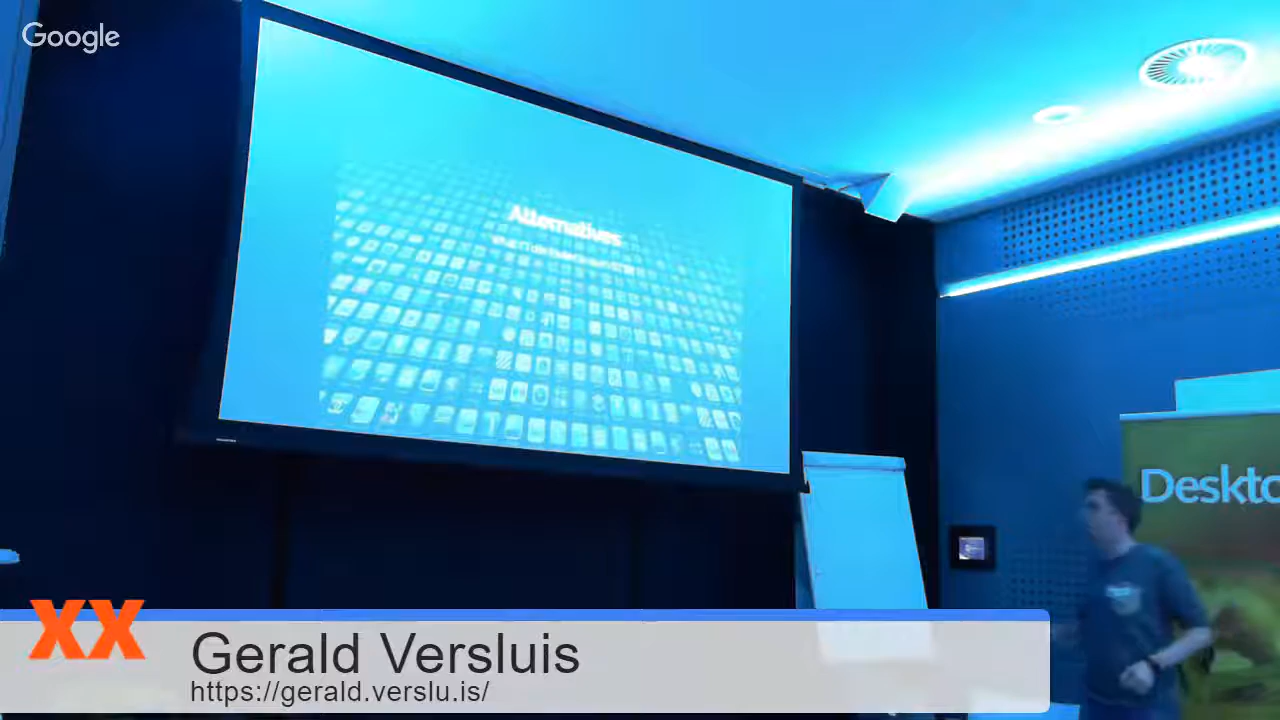 Google
Alternatives
Deskto
XX
Gerald Versluis
https://gerald.verslu.is/